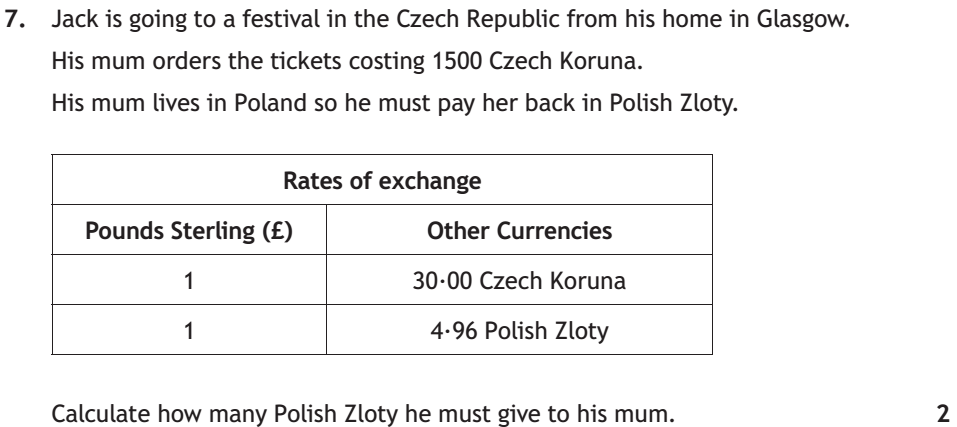 7. Jack is going to a festival in the Czech Republic from his home in Glasgow.
His mum orders the tickets costing 1500 Czech Koruna.
His mum lives in Poland so he must pay her back in Polish Zloty.
Rates of exchange
Pounds Sterling (£) Other Currencies
1 30·00 Czech Koruna
1 4·96 Polish Zloty
Calculate how many Polish Zloty he must give to his mum. 2